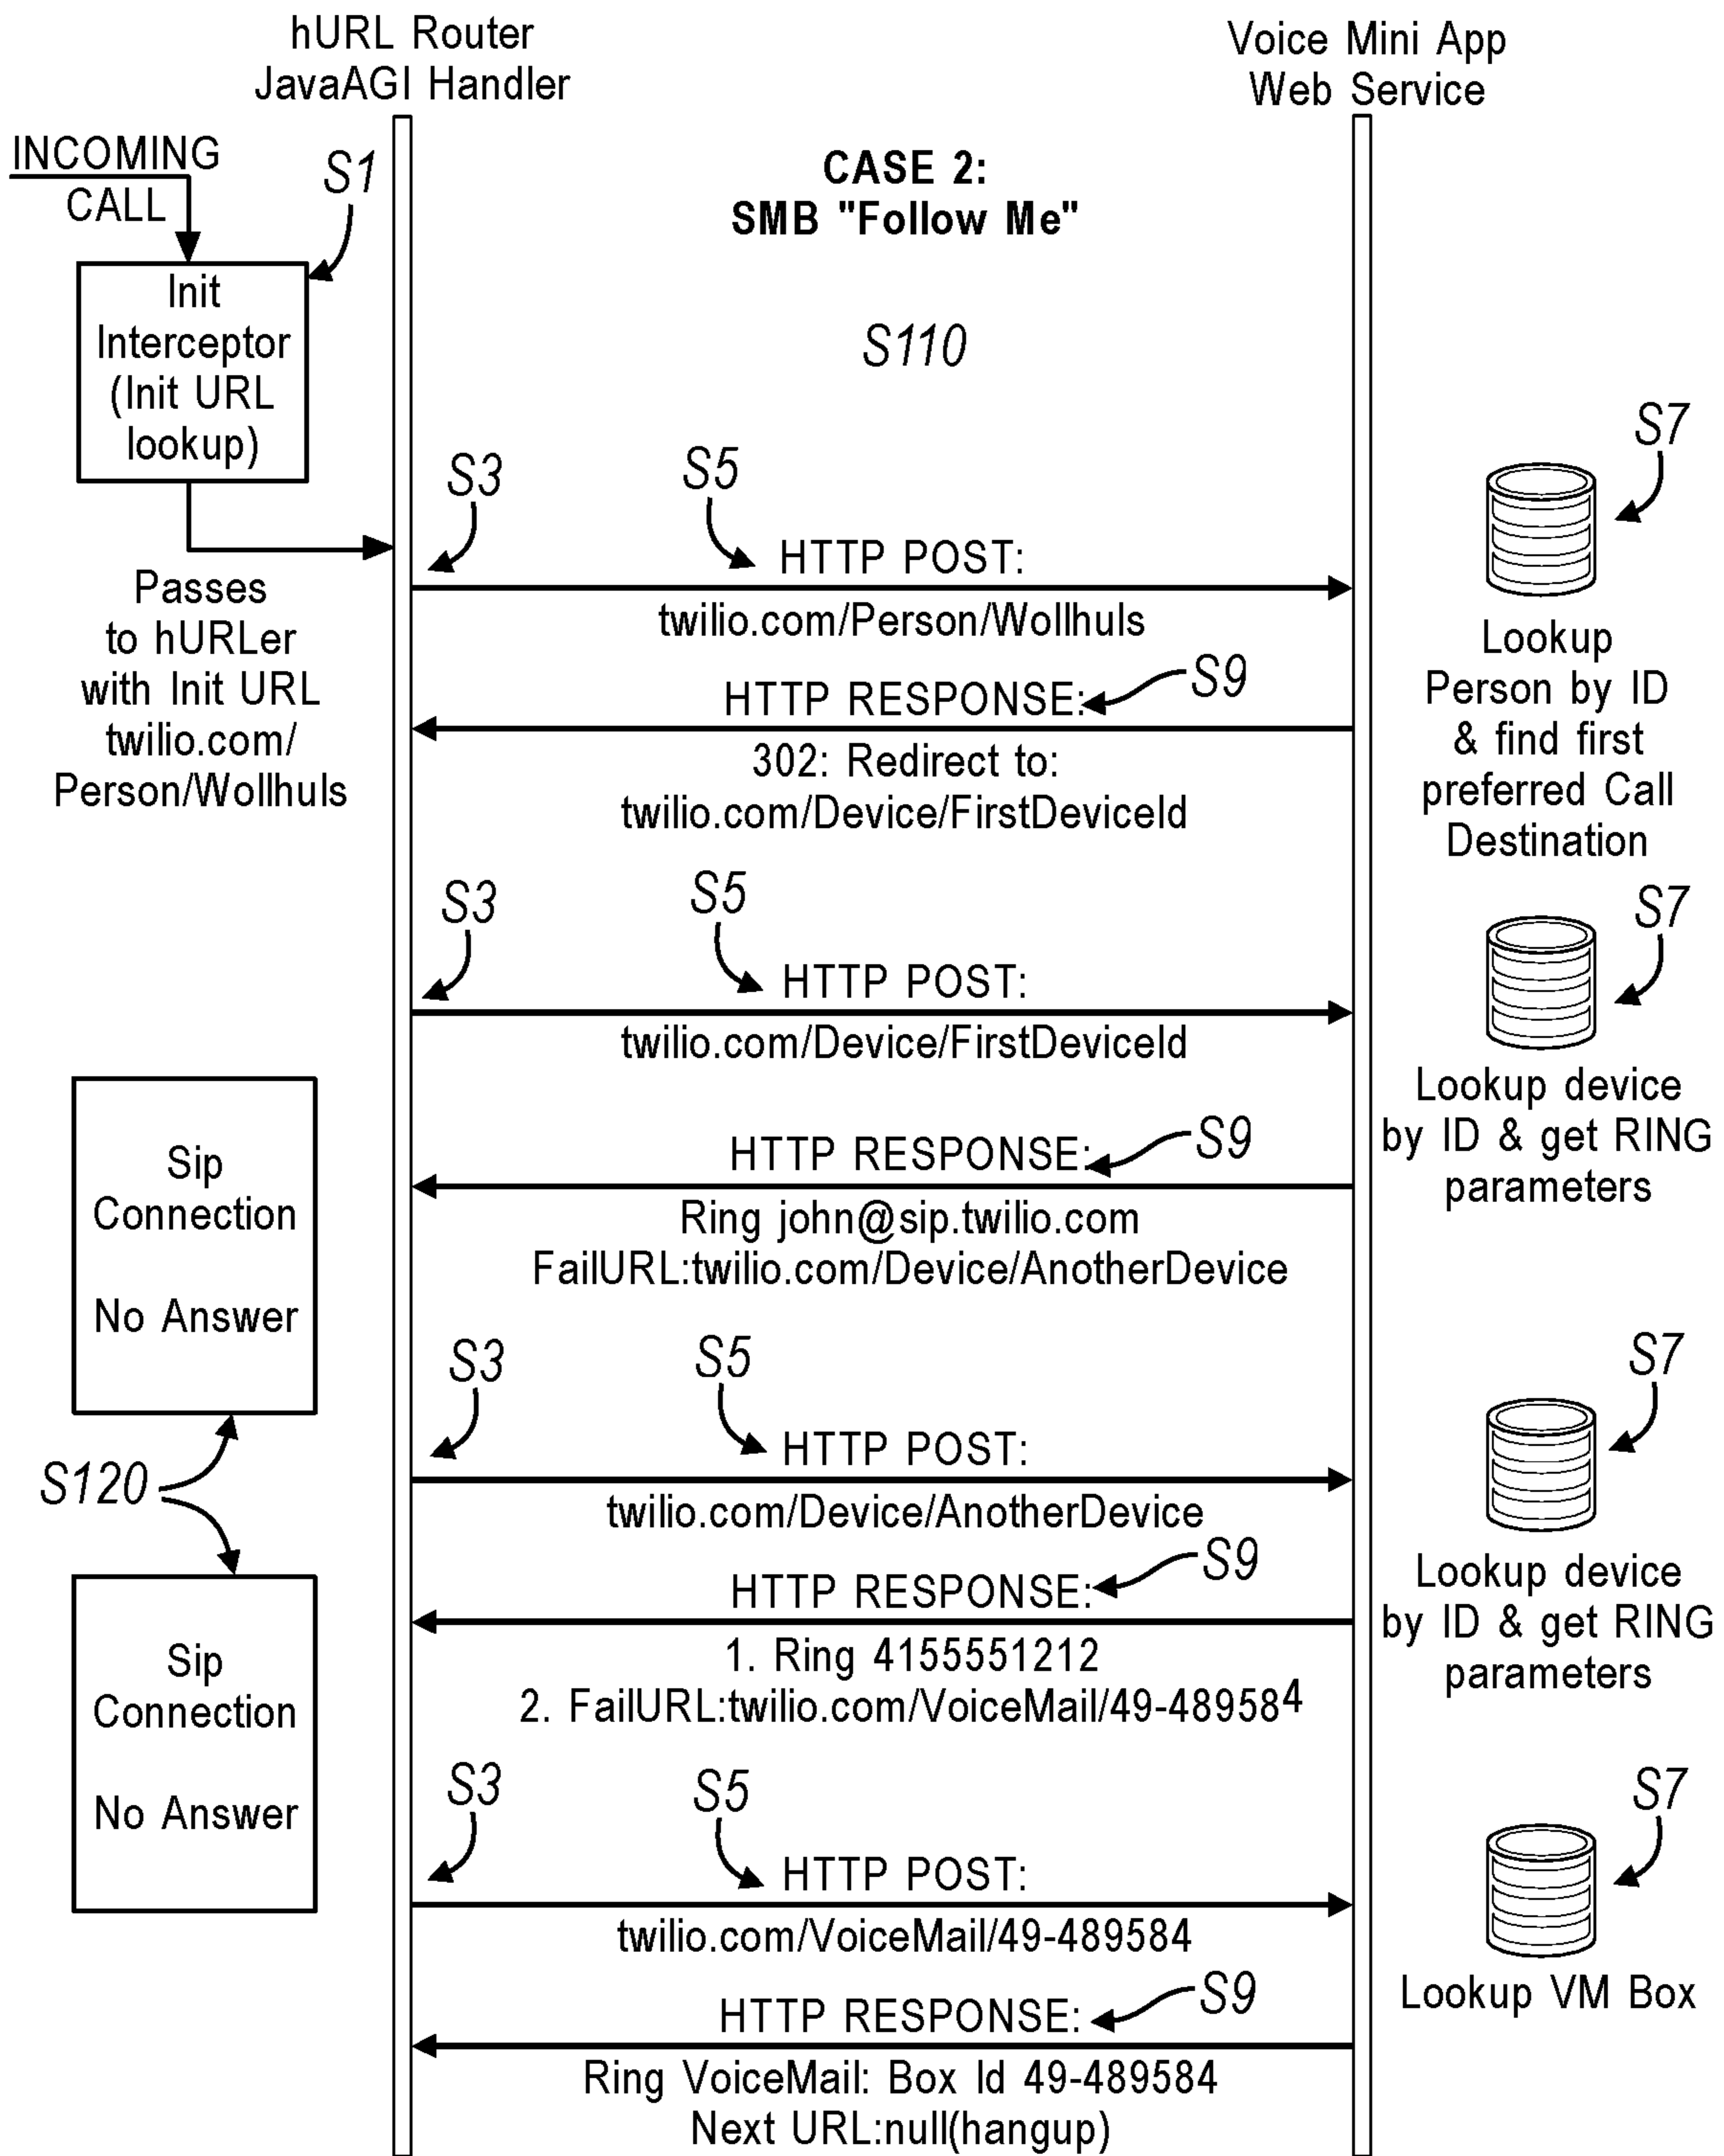 hURL Router
JavaAGI Handler
Voice Mini App
Web Service
INCOMING
CALL
S1
CASE 2:
SMB "Follow Me"
S110
Init
Interceptor
(Init URL
lookup)
Passes
to hURLer
with Init URL
twilio.com/
Person/Wollhuls
S3
S5
HTTP POST:
twilio.com/Person/Wollhuls
S7
Lookup
Person by ID
& find first
preferred Call
Destination
HTTP RESPONSE:
S9
302: Redirect to:
twilio.com/Device/FirstDeviceId
S3
S5
HTTP POST:
twilio.com/Device/FirstDeviceId
S7
Lookup device
by ID & get RING
parameters
HTTP RESPONSE:
S9
Ring john@sip.twilio.com
FailURL:twilio.com/Device/AnotherDevice
Sip
Connection
No Answer
S120
S3
S5
HTTP POST:
twilio.com/Device/AnotherDevice
S7
Lookup device
by ID & get RING
parameters
HTTP RESPONSE:
S9
1. Ring 4155551212
2. FailURL:twilio.com/VoiceMail/49-489584
Sip
Connection
No Answer
S3
S5
HTTP POST:
twilio.com/VoiceMail/49-489584
S7
Lookup VM Box
HTTP RESPONSE:
S9
Ring VoiceMail: Box Id 49-489584
Next URL:null(hangup)